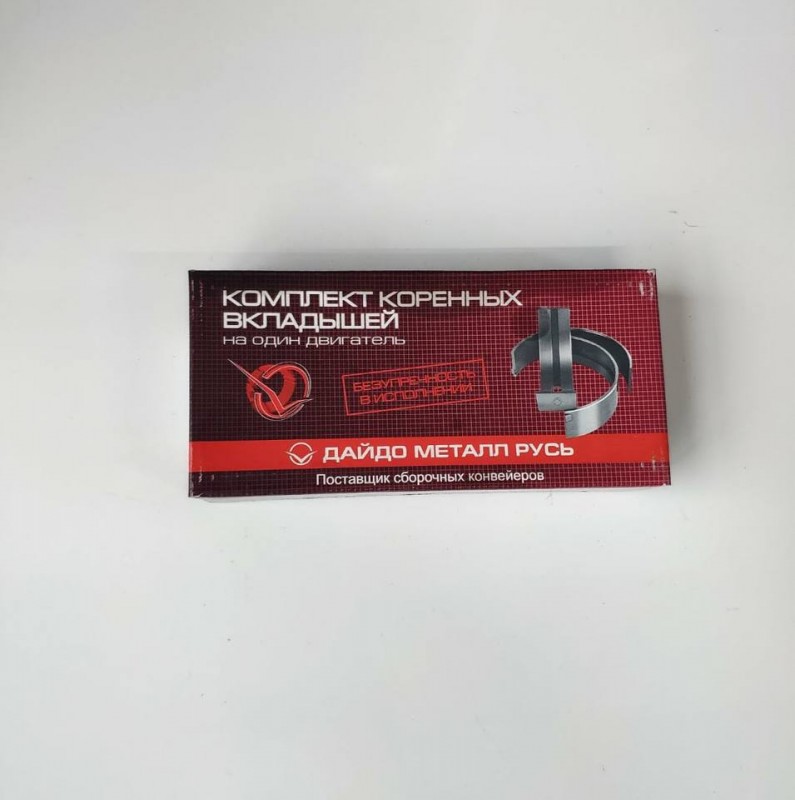 КОМПЛЕКТ КОРЕННЫХ
ВКЛАДЫШЕЙ
на один двигатель
БЕЗУПРЕЧНОСТЬ
В ИСПОЛНЕНИИ
ДАЙДО МЕТАЛЛ РУСЬ
Поставщик сборочных конвейеров